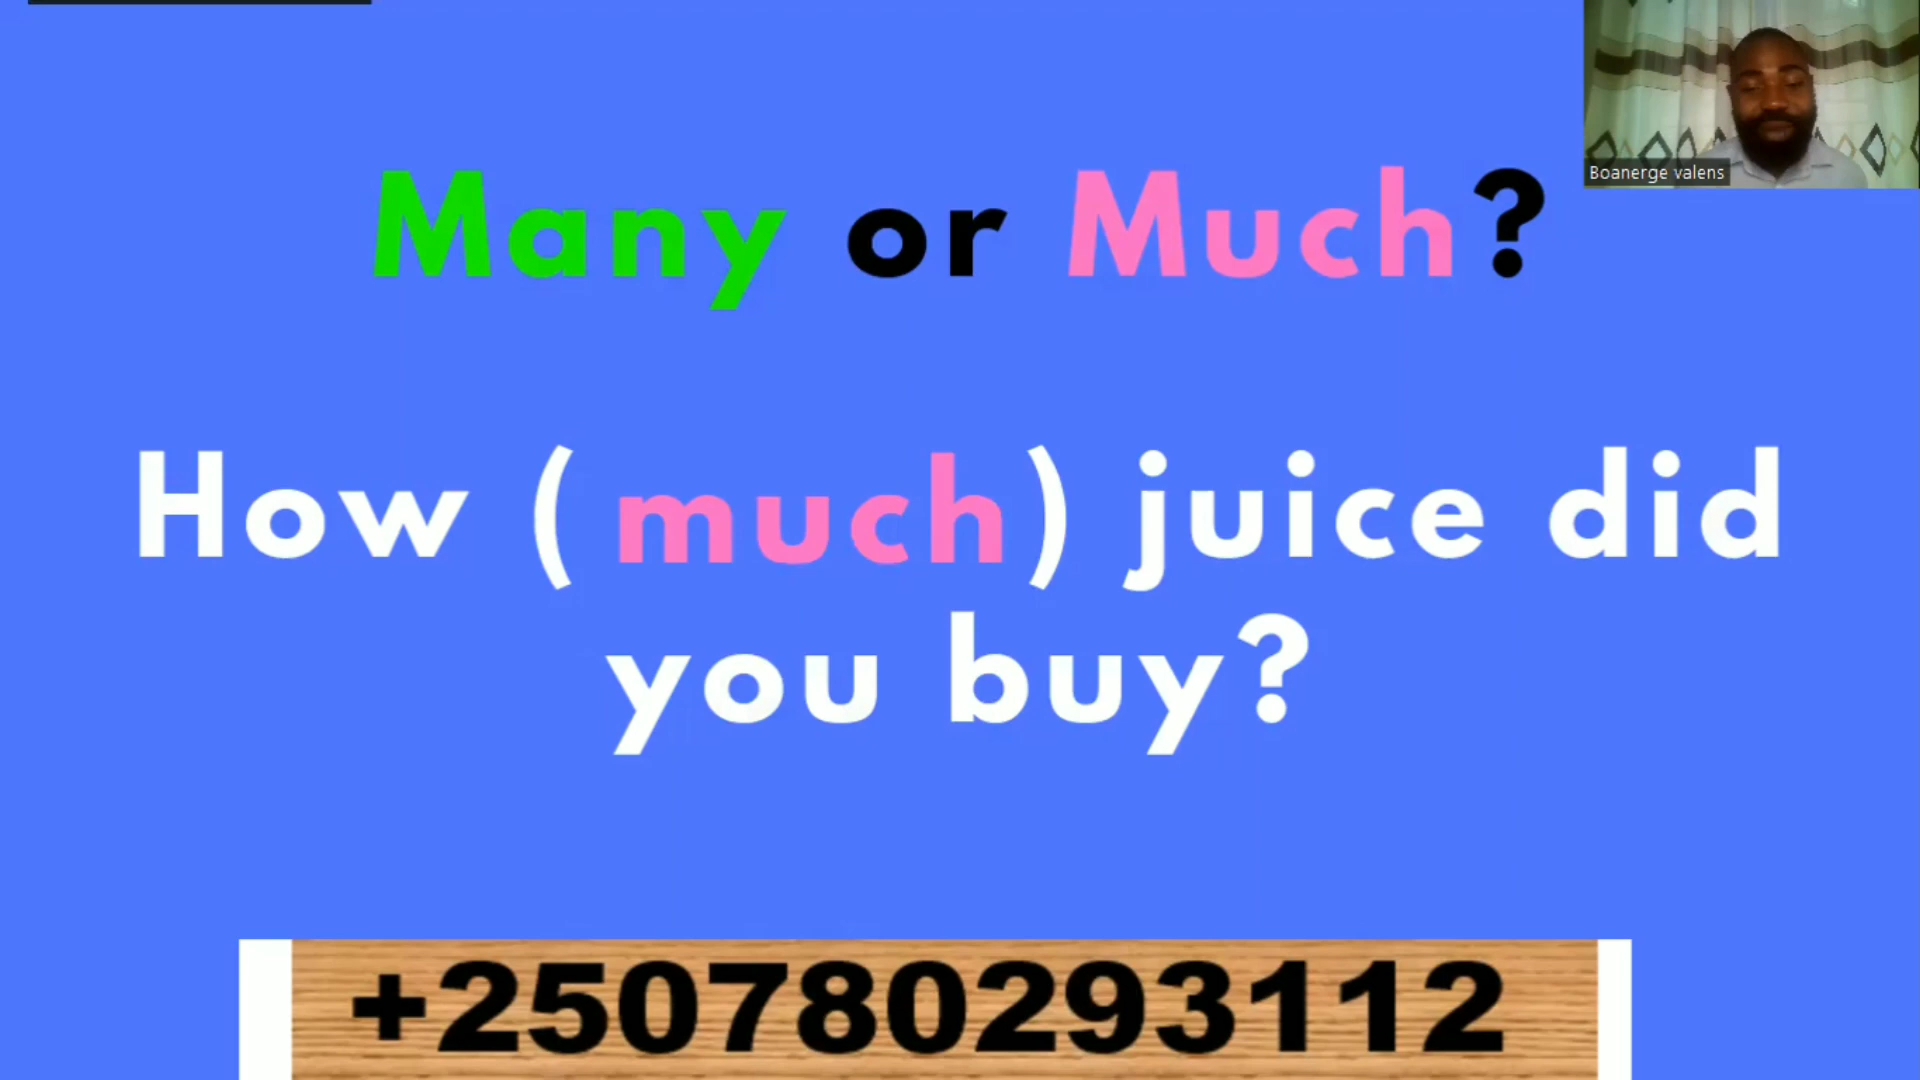 Many or Much?
Boanerge valens
How ( much) juice did
you buy?
+250780293112